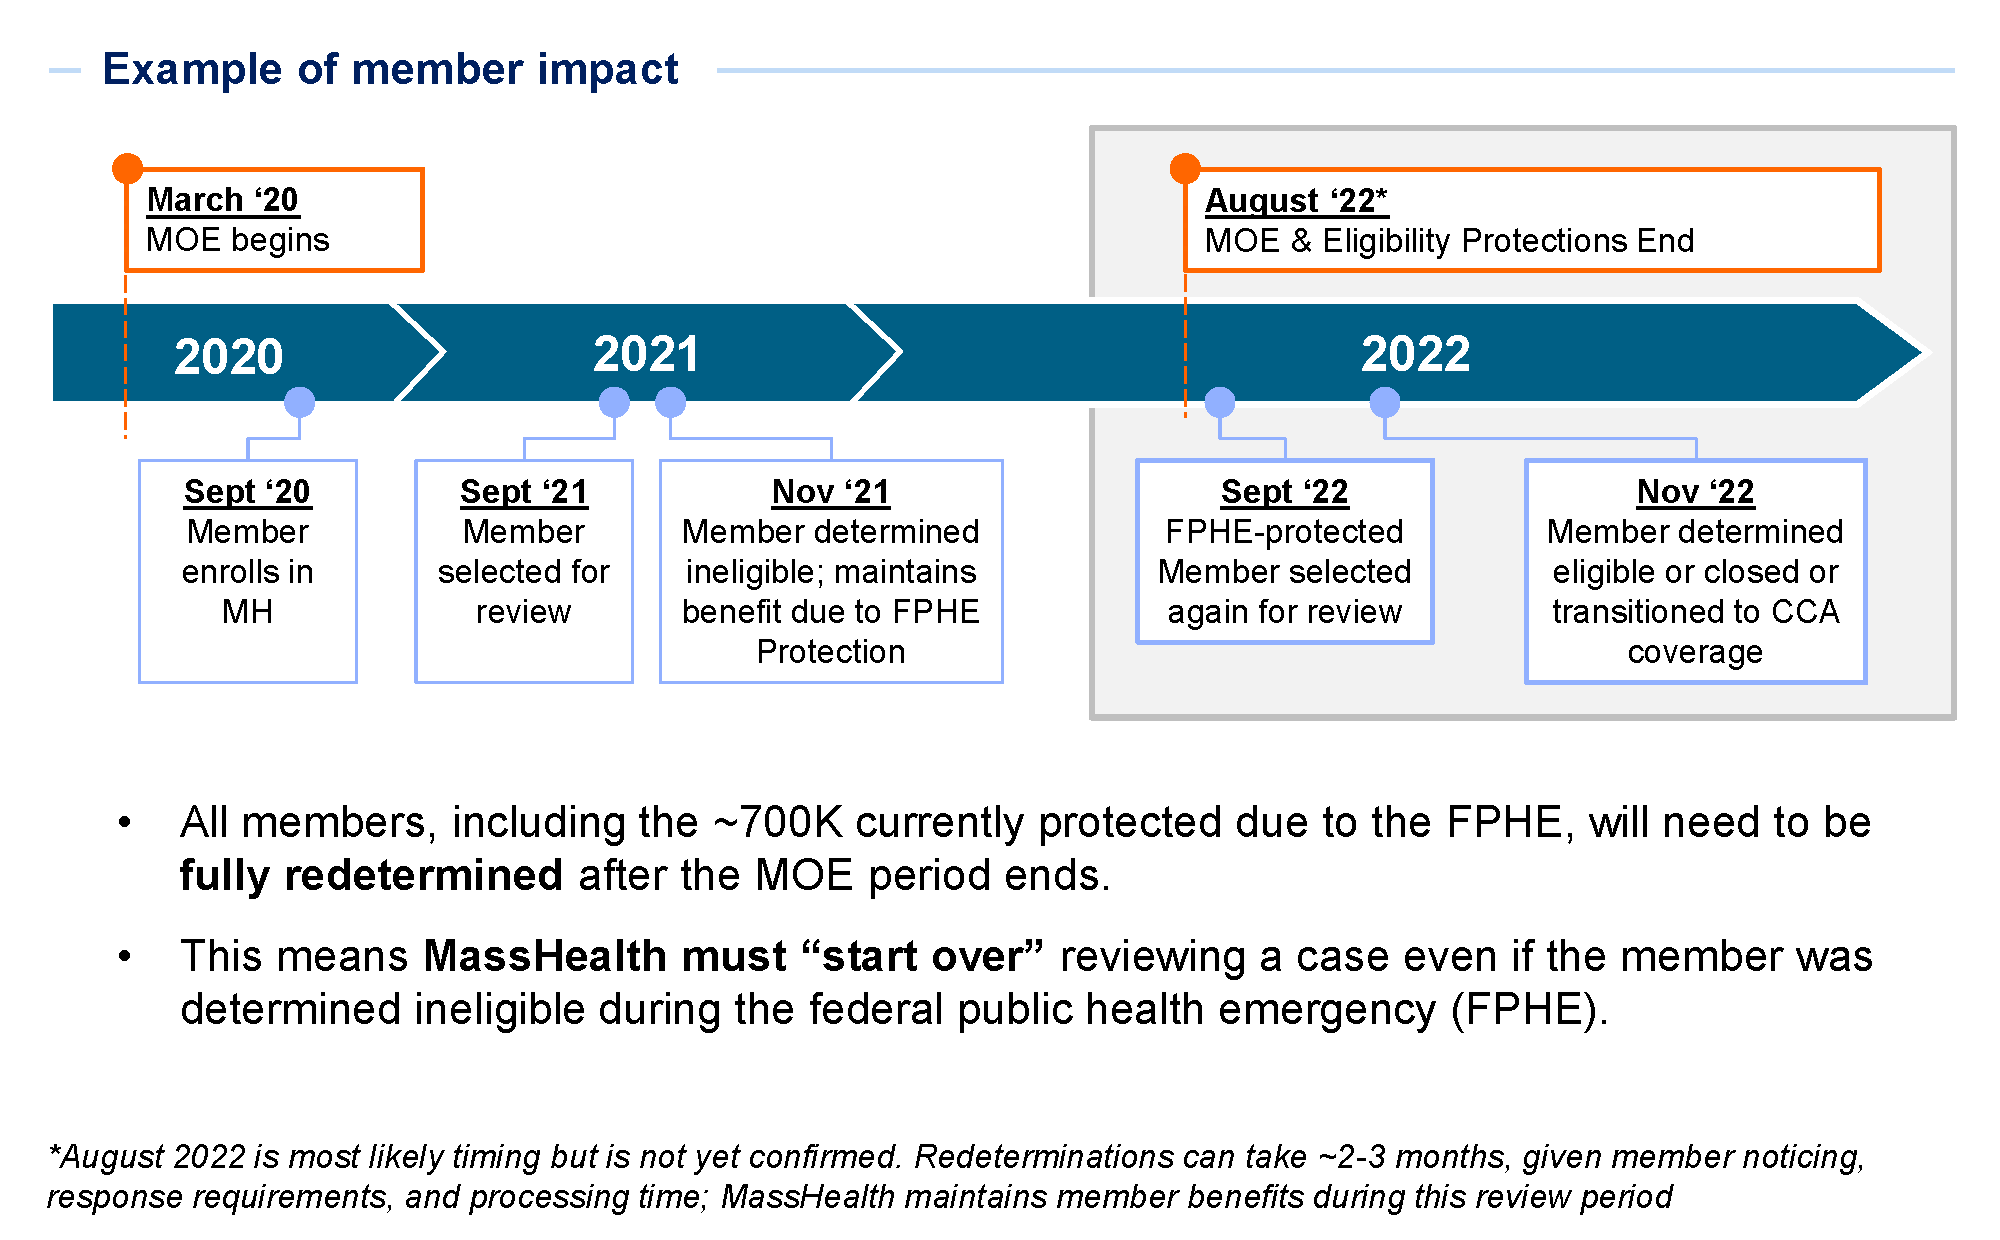 Example of member impact
March ‘20
MOE begins
August ‘22*
MOE & Eligibility Protections End
2020
2021
2022
Sept ‘20
Member
enrolls in
MH
Sept ‘21
Member
selected for
review
Nov ‘21
Member determined
ineligible; maintains
benefit due to FPHE
Protection
Sept ‘22
FPHE-protected
Member selected
again for review
Nov ‘22
Member determined
eligible or closed or
transitioned to CCA
coverage
• All members, including the ~700K currently protected due to the FPHE, will need to be
fully redetermined after the MOE period ends.
• This means MassHealth must “start over” reviewing a case even if the member was
determined ineligible during the federal public health emergency (FPHE).
*August 2022 is most likely timing but is not yet confirmed. Redeterminations can take ~2-3 months, given member noticing,
response requirements, and processing time; MassHealth maintains member benefits during this review period